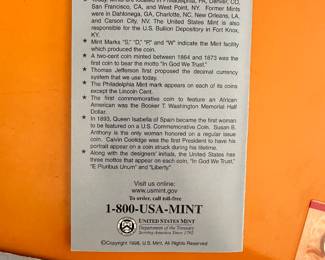 San Francisco, CA, and West Point, NY. Former Mints
were in Dahlonega, GA, Charlotte, NC, New Orleans, LA,
and Carson City, NV. The United States Mint is also
responsible for the U.S. Bullion Depository in Fort Knox,
KY.
★ Mint Marks "S," "D," "P," and "W" indicate the Mint facility
which produced the coin.
★ A two-cent coin minted between 1864 and 1873 was the
first coin to bear the motto "In God We Trust."
★ Thomas Jefferson first proposed the decimal currency
system that we use today.
★ The Philadelphia Mint mark appears on each of its coins
except the Lincoln Cent.
★ The first commemorative coin to feature an African
American was the Booker T. Washington Memorial Half
Dollar.
★ In 1893, Queen Isabella of Spain became the first woman
to be featured on a U.S. Commemorative Coin. Susan B.
Anthony is the only woman honored on a regular issue
coin. Calvin Coolidge was the first President to have his
portrait appear on a coin struck during his lifetime.
★ Along with the designers' initials, the United States has
three mottos that appear on each coin, "In God We Trust,"
"E Pluribus Unum" and "Liberty"
Visit us online:
www.usmint.gov
To order, call toll-free
1-800-USA-MINT
UNITED STATES MINT
Department of the Treasury
Serving America Since 1792
©Copyright 1998, U.S. Mint, All Rights Reserved